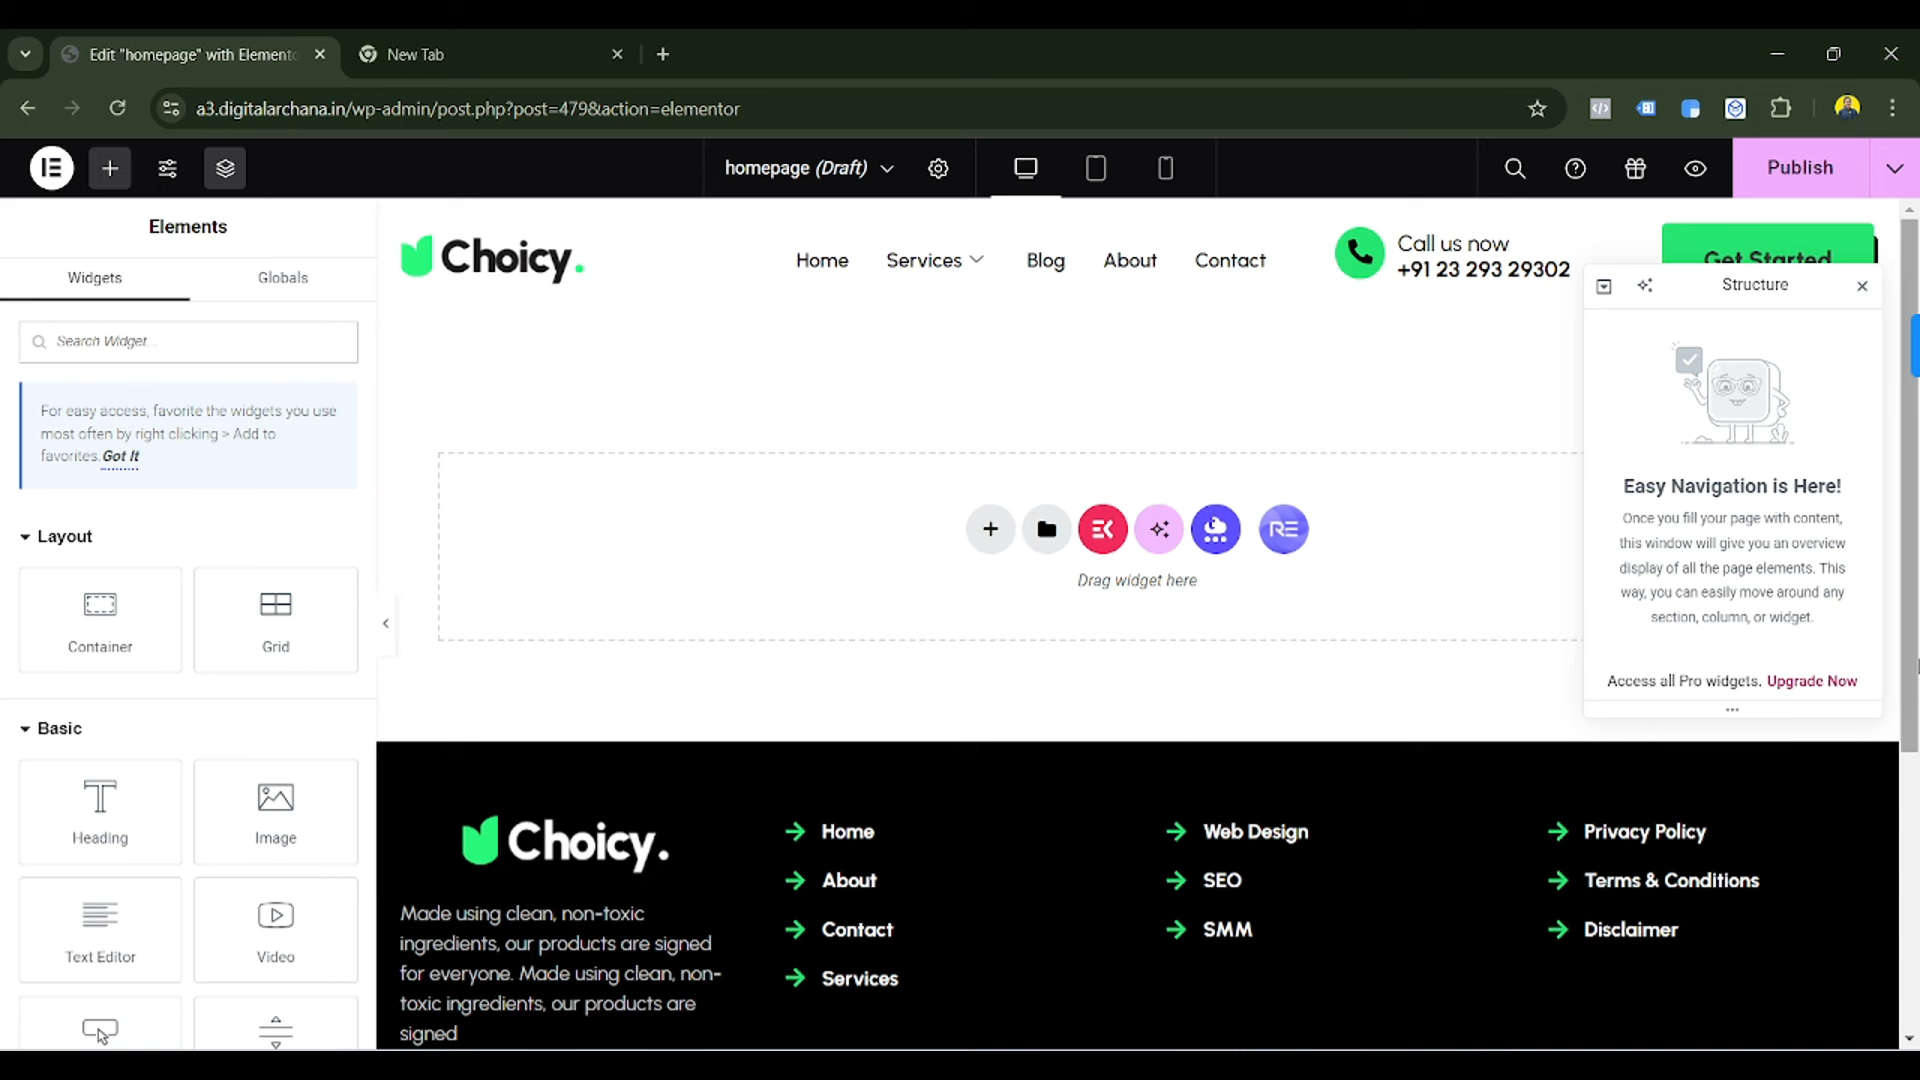 Edit "homepage" with Elemento
New Tab
a3.digitalarchana.in/wp-admin/post.php?post=479&action=elementor
homepage (Draft)
Publish
Elements
Widgets
Globals
Search Widget...
For easy access, favorite the widgets you use
most often by right clicking > Add to
favorites. Got It
Layout
Container
Grid
Basic
Heading
Image
Text Editor
Video
Choicy.
Home
Services
Blog
About
Contact
Call us now
+91 23 293 29302
Get Started
Structure
Easy Navigation is Here!
Once you fill your page with content,
this window will give you an overview
display of all the page elements. This
way, you can easily move around any
section, column, or widget.
Access all Pro widgets. Upgrade Now
RE
Drag widget here
Choicy.
Made using clean, non-toxic
ingredients, our products are signed
for everyone. Made using clean, non-
toxic ingredients, our products are
signed
Home
About
Contact
Services
Web Design
SEO
SMM
Privacy Policy
Terms & Conditions
Disclaimer